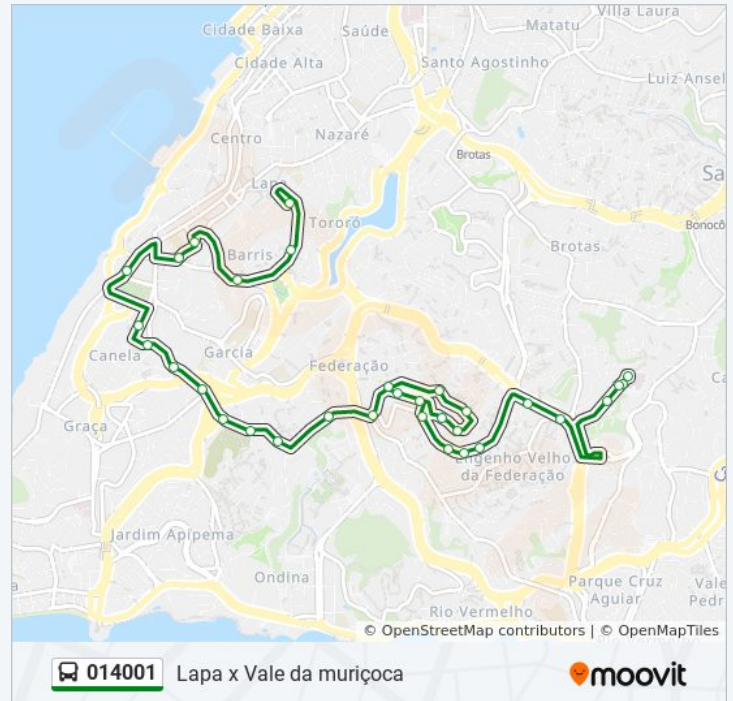 Villa Laura
Cidade Baixa
Saúde
Matatu
Cidade Alta
Santo Agostinho
Luiz Ansel
Centro
Nazaré
Brotas
Lapa
Sa
Tororó
Bonocô
Barris
Brotas
Canela
Garcia
Federação
Ca
Graça
Engenho Velho
da Federação
Jardim Apipema
Ondina
Parque Cruz
Aguiar
Vale
Pedr
Rio Vermelho
© OpenStreetMap contributors | © OpenMapTiles
014001 Lapa x Vale da muriçoca
moovit